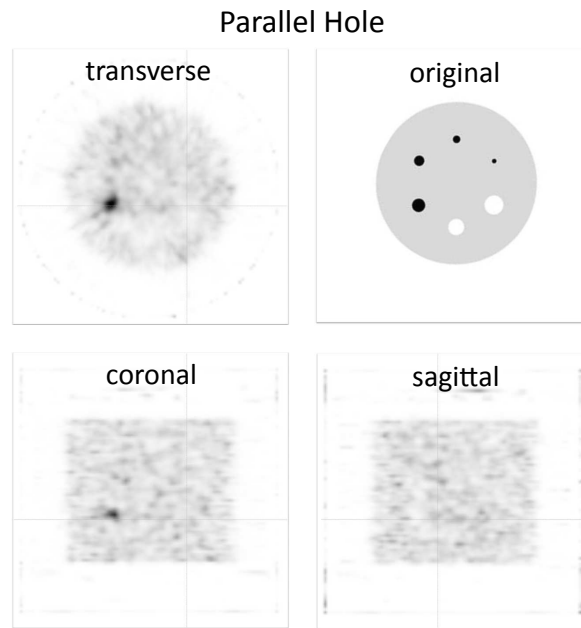 Parallel Hole
transverse
original
coronal
sagittal